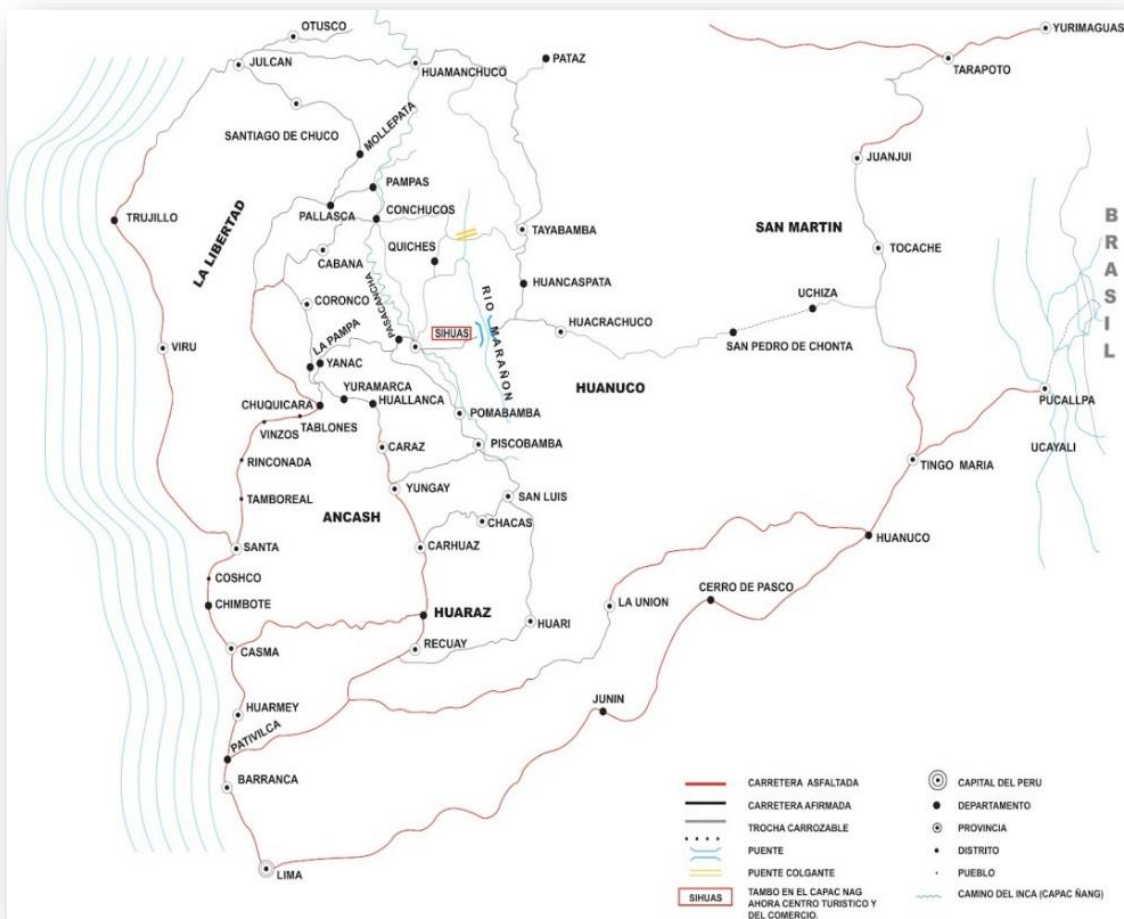 OTUSCO
YURIMAGUAS
JULCAN
HUAMANCHUCO
PATAZ
TARAPOTO
SANTIAGO DE CHUCO
MOLLEPATA
JUANJUI
PAMPAS
PALLASCA
CONCHUCOS
TRUJILLO
LA LIBERTAD
TAYABAMBA
SAN MARTIN
BRASIL
QUICHES
TOCACHE
CABANA
HUANCASPATA
CORONCO
PASACANCHA
RIO MARAÑON
UCHIZA
SIHUAS
HUACRACHUCO
SAN PEDRO DE CHONTA
VIRU
LA PAMPA
YANAC
HUANUCO
YURAMARCA
HUALLANCA
PUCALLPA
CHUQUICARA
POMABAMBA
TABLONES
VINZOS
CARAZ
PISCOBAMBA
UCAYALI
RINCONADA
TINGO MARIA
YUNGAY
SAN LUIS
TAMBOREAL
ANCASH
CHACAS
SANTA
CARHUAZ
HUANUCO
COSHCO
CERRO DE PASCO
CHIMBOTE
LA UNION
HUARAZ
HUARI
CASMA
RECUAY
JUNIN
HUARMEY
PATIVILCA
BARRANCA
LIMA
CARRETERA ASFALTADA
CARRETERA AFIRMADA
TROCHA CARROZABLE
PUENTE
PUENTE COLGANTE
SIHUAS
TAMBO EN EL CAPAC NAG
AHORA CENTRO TURISTICO Y
DEL COMERCIO.
CAPITAL DEL PERU
DEPARTAMENTO
PROVINCIA
DISTRITO
PUEBLO
CAMINO DEL INCA (CAPAC ÑANG)